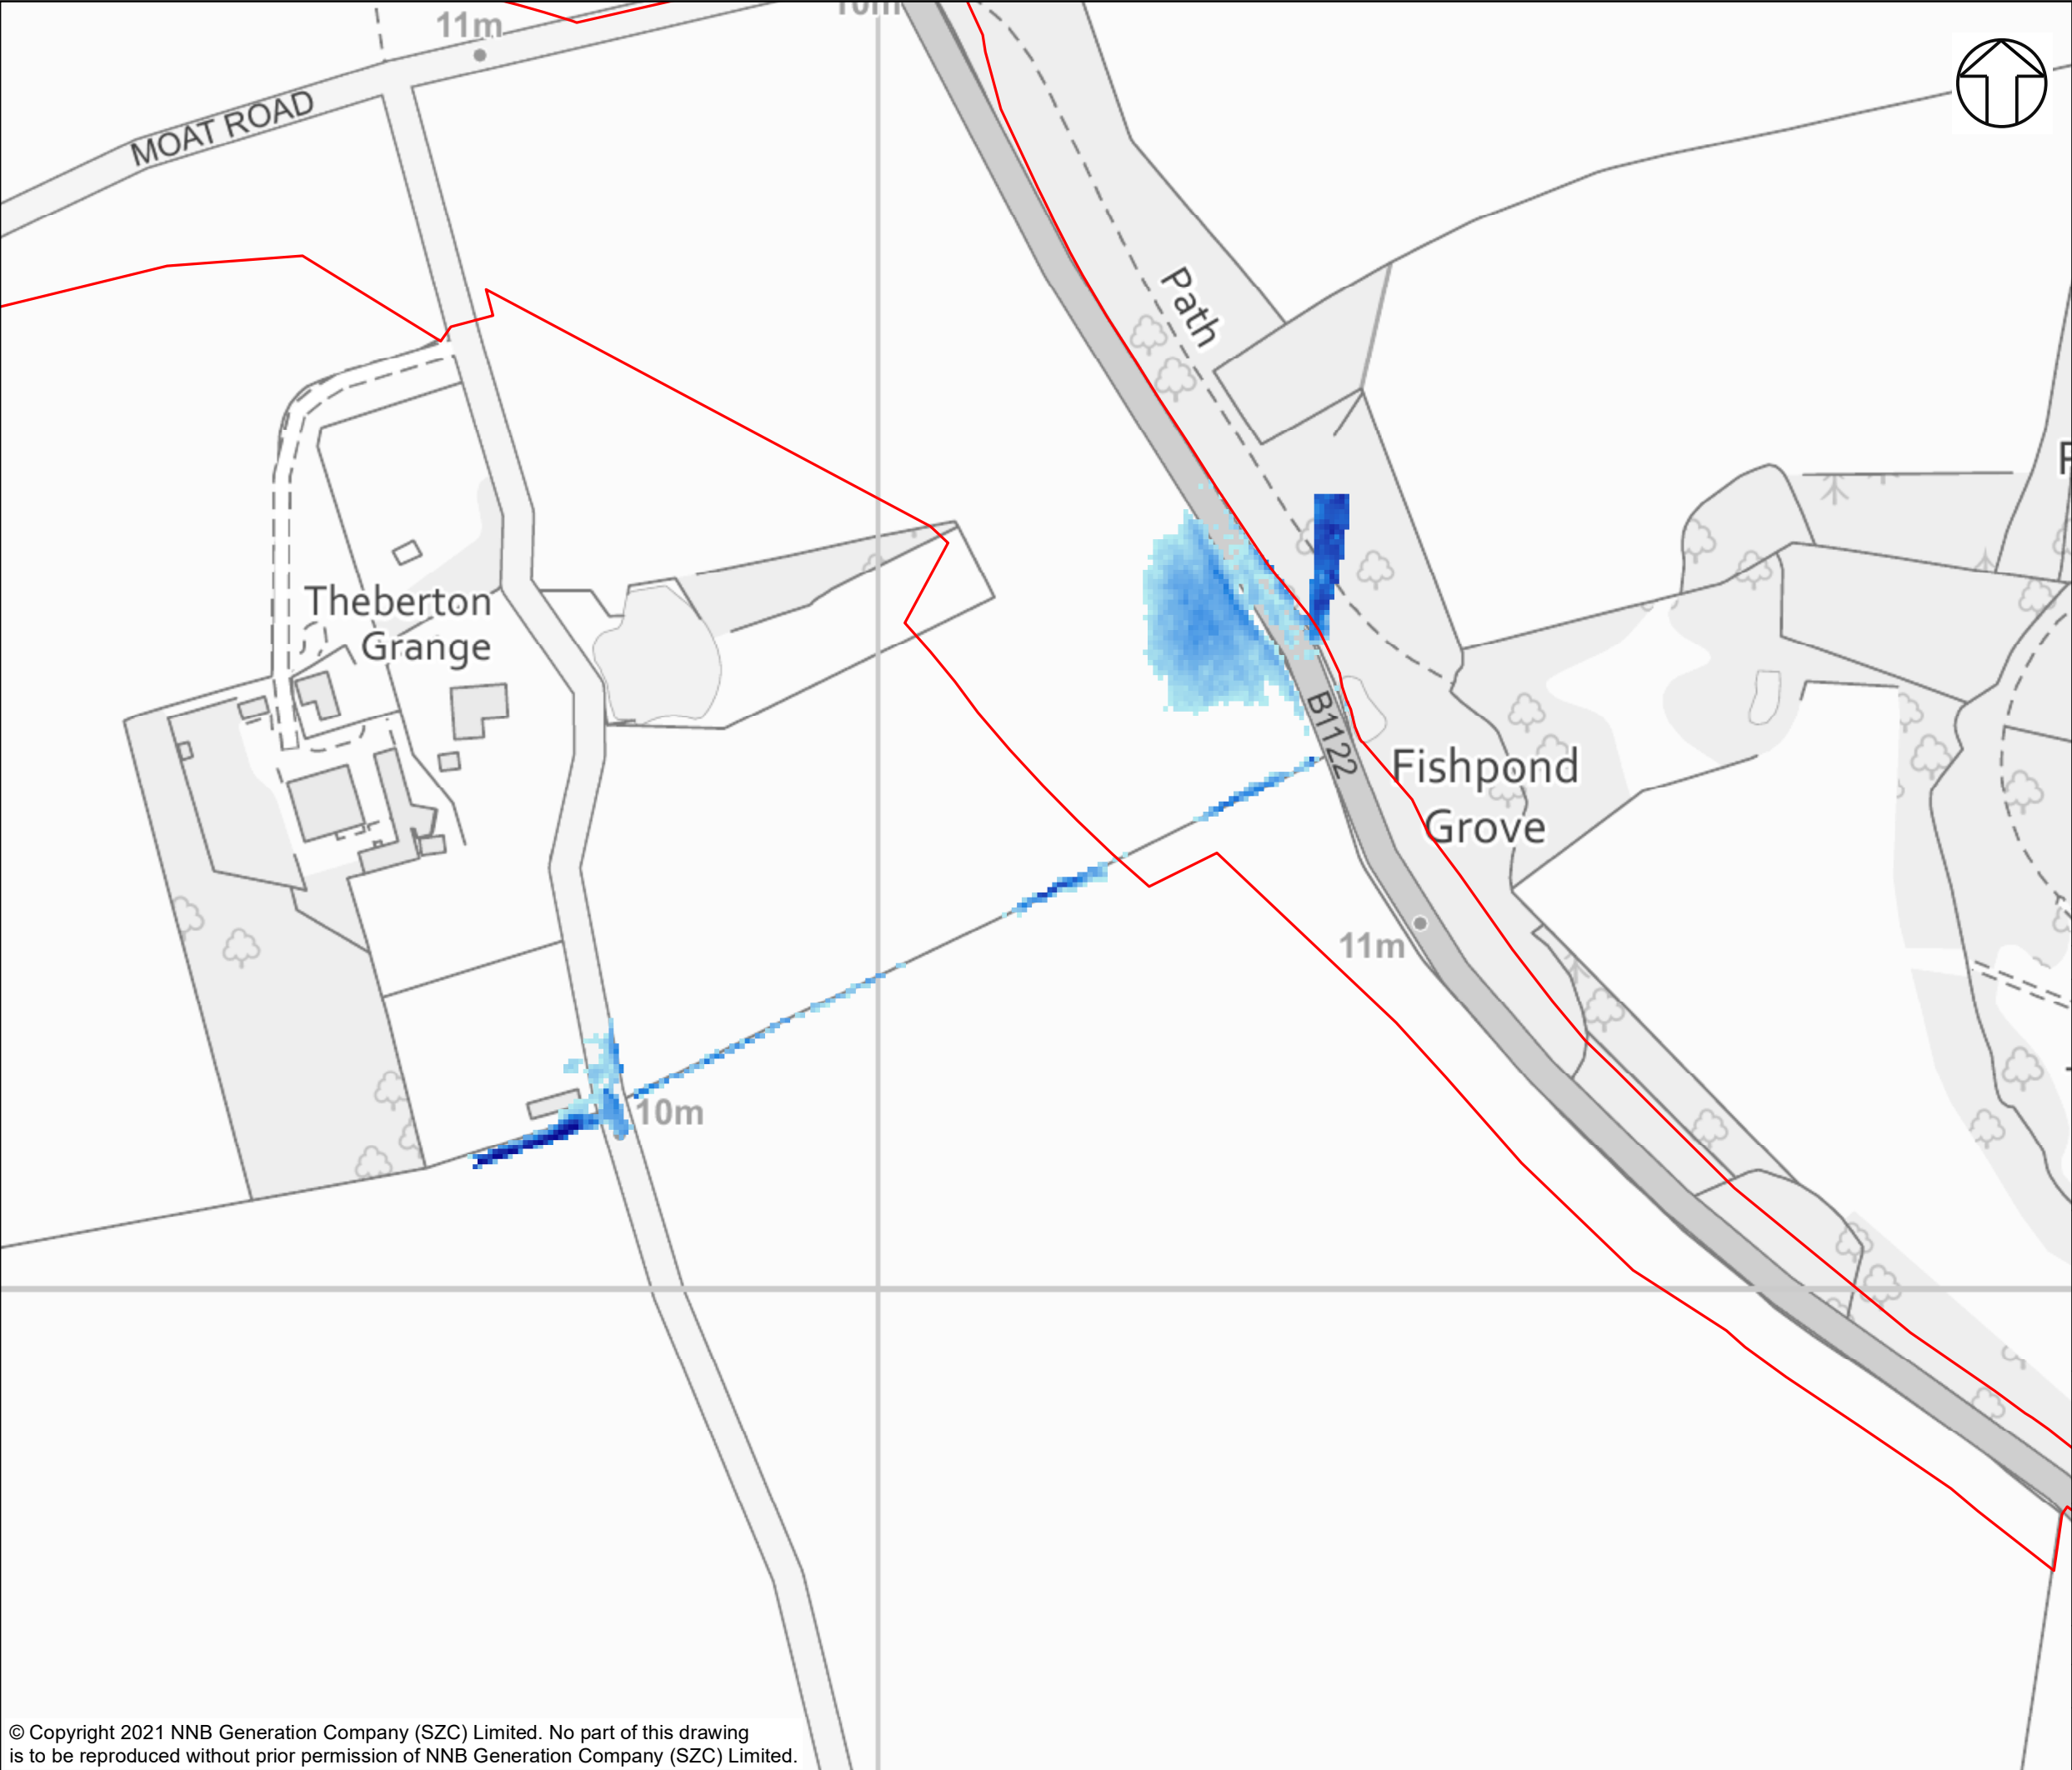 11m
10m
MOAT ROAD
Path
Theberton
Grange
B1122
Fishpond
Grove
11m
10m
© Copyright 2021 NNB Generation Company (SZC) Limited. No part of this drawing
is to be reproduced without prior permission of NNB Generation Company (SZC) Limited.